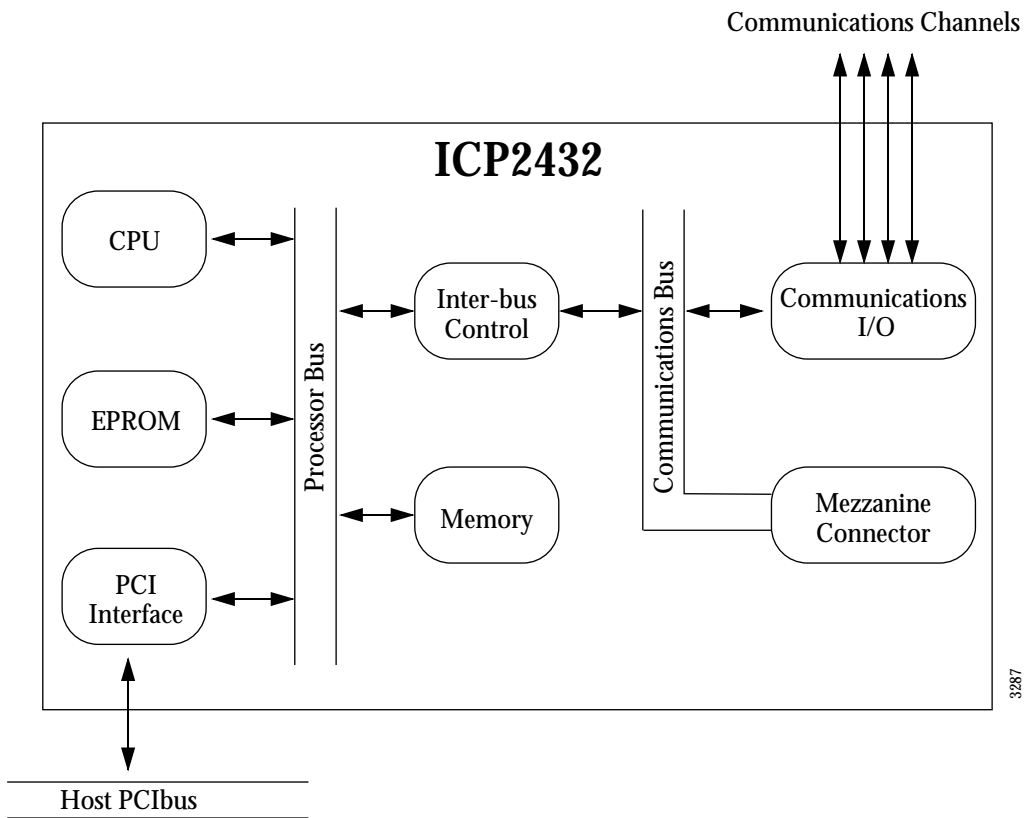 Communications Channels
ICP2432
CPU
EPROM
PCI
Interface
Processor Bus
Inter-bus
Control
Memory
Communications Bus
Communications
I/O
Mezzanine
Connector
3287
Host PCIbus